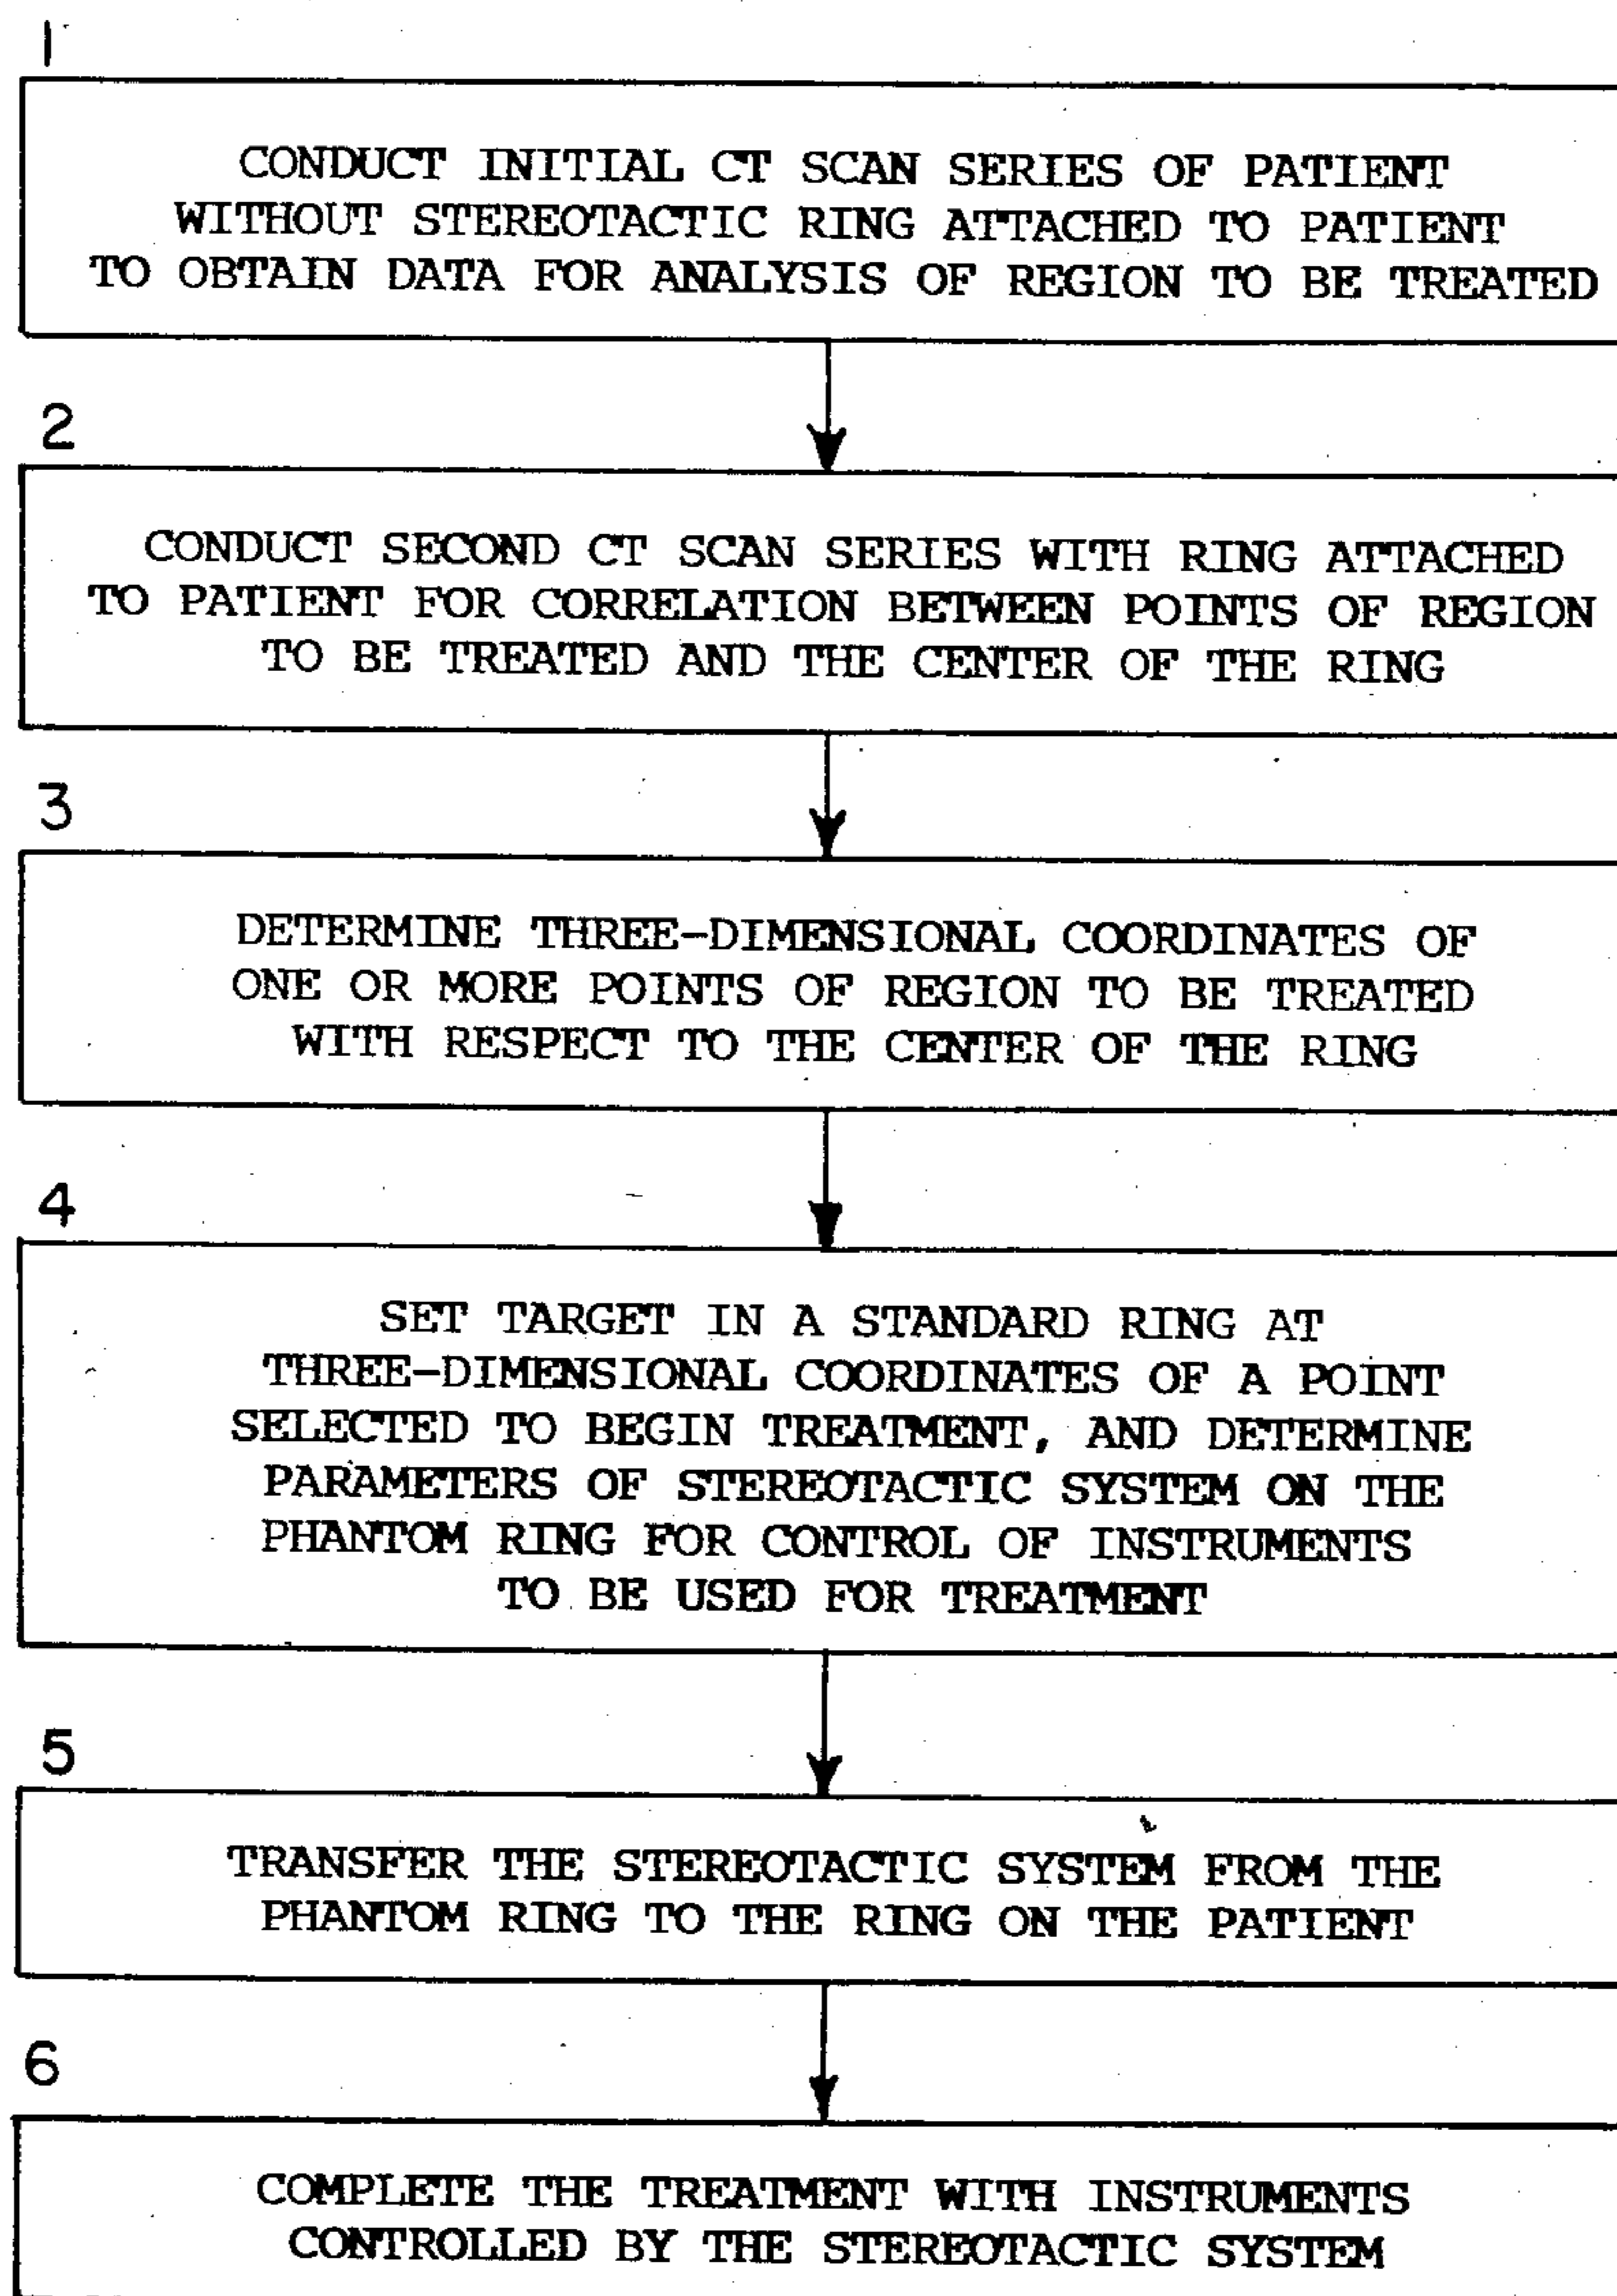 1
CONDUCT INITIAL CT SCAN SERIES OF PATIENT
WITHOUT STEREOTACTIC RING ATTACHED TO PATIENT
TO OBTAIN DATA FOR ANALYSIS OF REGION TO BE TREATED
2
CONDUCT SECOND CT SCAN SERIES WITH RING ATTACHED
TO PATIENT FOR CORRELATION BETWEEN POINTS OF REGION
TO BE TREATED AND THE CENTER OF THE RING
3
DETERMINE THREE-DIMENSIONAL COORDINATES OF
ONE OR MORE POINTS OF REGION TO BE TREATED
WITH RESPECT TO THE CENTER OF THE RING
4
SET TARGET IN A STANDARD RING AT
THREE-DIMENSIONAL COORDINATES OF A POINT
SELECTED TO BEGIN TREATMENT, AND DETERMINE
PARAMETERS OF STEREOTACTIC SYSTEM ON THE
PHANTOM RING FOR CONTROL OF INSTRUMENTS
TO BE USED FOR TREATMENT
5
TRANSFER THE STEREOTACTIC SYSTEM FROM THE
PHANTOM RING TO THE RING ON THE PATIENT
6
COMPLETE THE TREATMENT WITH INSTRUMENTS
CONTROLLED BY THE STEREOTACTIC SYSTEM